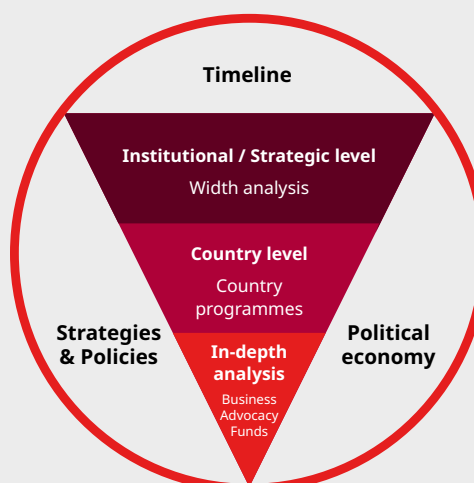 Timeline
Institutional / Strategic level
Width analysis
Country level
Country
programmes
Strategies
& Policies
In-depth
analysis
Business
Advocacy
Funds
Political
economy